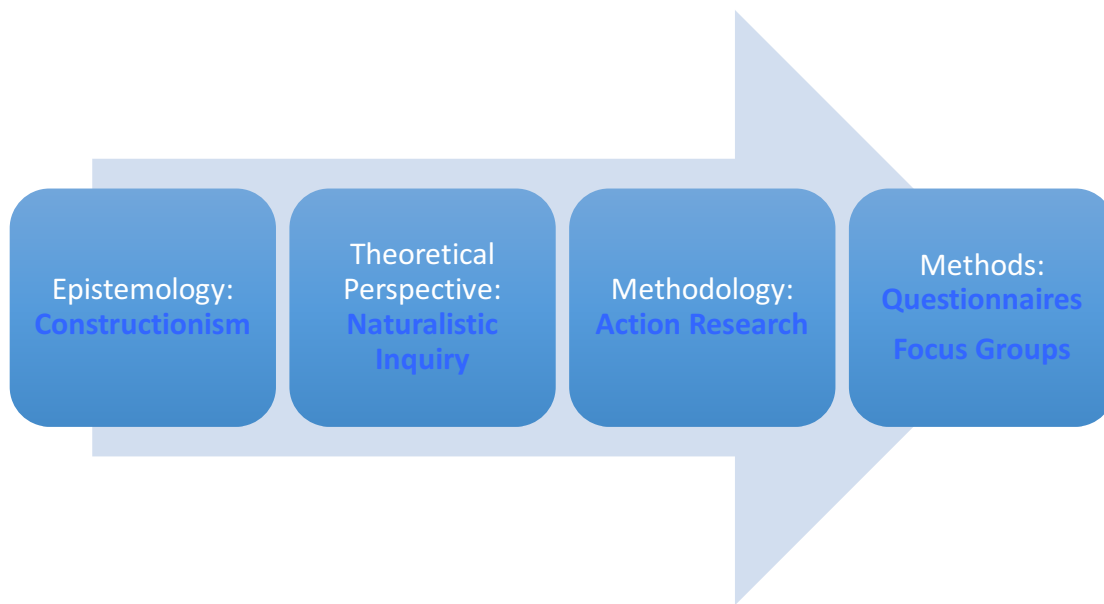 Epistemology:
Constructionism
Theoretical
Perspective:
Naturalistic
Inquiry
Methodology:
Action Research
Methods:
Questionnaires
Focus Groups